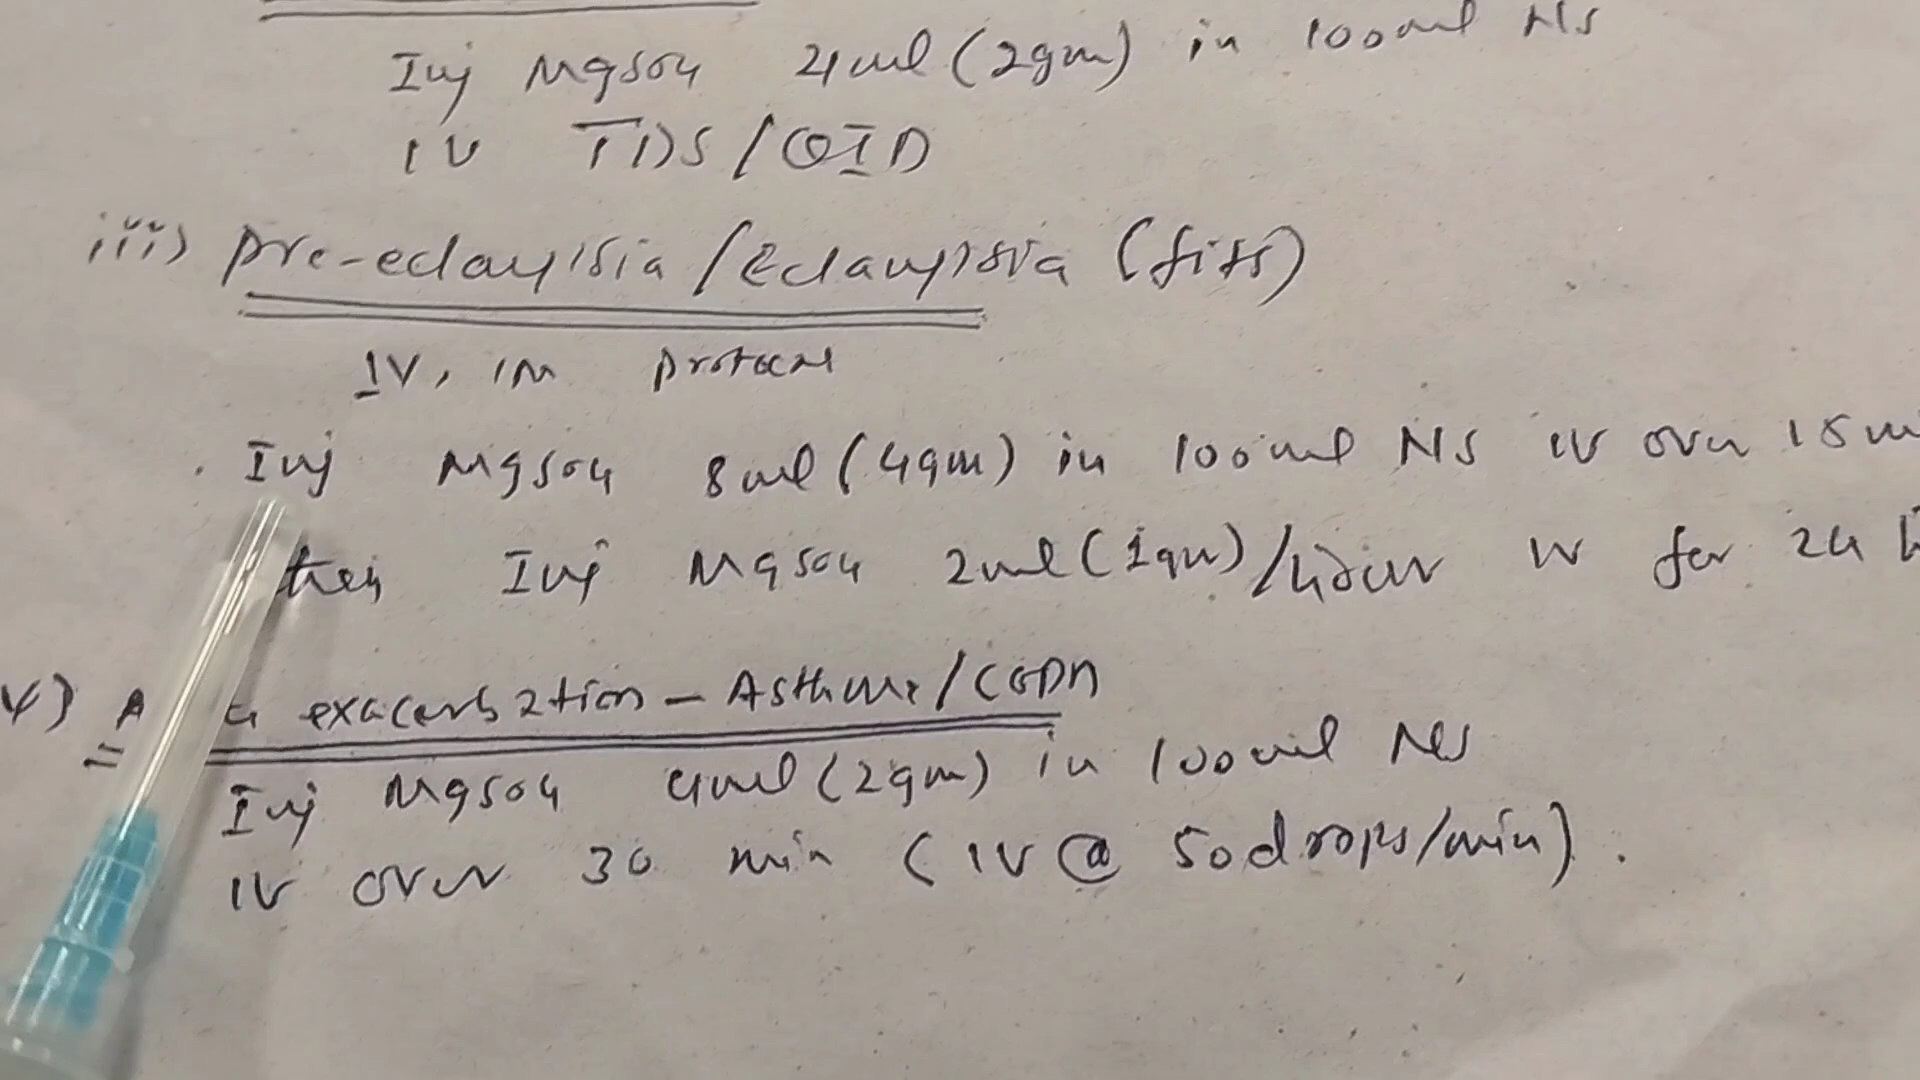 Inj MgSO4 4ml (2gm) in 100ml NS
IV TDS/QID
iii) Pre-eclampsia/Eclampsia (fits)
IV, IM protocol
. Inj MgSO4 8ml (4gm) in 100ml NS IV over 15
then Inj MgSO4 2ml (1gm)/hour IV for 24
exacerbation - Asthma/COPD
Inj MgSO4 4ml (2gm) in 100ml NS
IV over 30 min (IV @ 50drops/min).